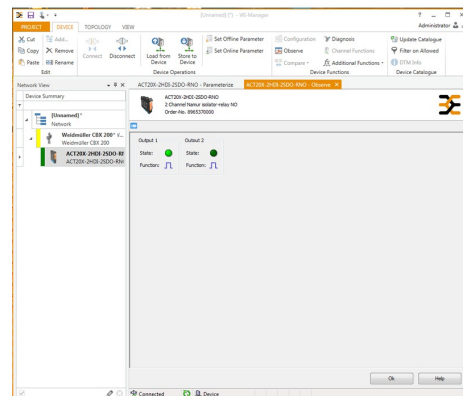 [Unnamed] (*) - WI-Manager
PROJECT DEVICE TOPOLOGY VIEW
Administrator
Cut Add... Load from Device Store to Device Set Offline Parameter Configuration Diagnosis Update Catalogue
Copy Remove Connect Disconnect Set Online Parameter Observe Channel Functions Filter on Allowed
Paste Rename Compare Additional Functions DTM Info
Edit Device Operations Device Functions Device Catalogue
Network View
ACT20X-2HDI-2SDO-RNO - Parameterize ACT20X-2HDI-2SDO-RNO - Observe
Device Summary
ACT20X-2HDI-2SDO-RNO
2 Channel Namur isolator-relay NO
Order-No. 8965370000
[Unnamed]*
Network
Weidmüller CBX 200* V...
Weidmüller CBX 200
ACT20X-2HDI-2SDO-RN
ACT20X-2HDI-2SDO-RN
Output 1 Output 2
State: State:
Function: Function:
Ok Help
Connected Device